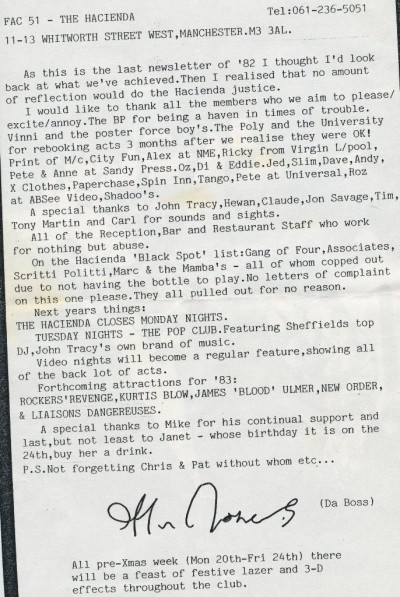 FAC 51 - THE HACIENDA Tel:061-236-5051
11-13 WHITWORTH STREET WEST,MANCHESTER.M3 3AL.
As this is the last newsletter of '82 I thought I'd look
back at what we've achieved.Then I realised that no amount
of reflection would do the Hacienda justice.
I would like to thank all the members who we aim to please/
excite/annoy.The BP for being a haven in times of trouble.
Vinni and the poster force boy's.The Poly and the University
for rebooking acts 3 months after we realise they were OK!
Print of M/c,City Fun,Alex at NME,Ricky from Virgin L/pool,
Pete & Anne at Sandy Press.Oz,Di & Eddie.Jed,Slim,Dave,Andy,
X Clothes,Paperchase,Spin Inn,Tango,Pete at Universal,Roz
at ABSee Video,Shadoo's.
A special thanks to John Tracy,Hewan,Claude,Jon Savage,Tim,
Tony Martin and Carl for sounds and sights.
All of the Reception,Bar and Restaurant Staff who work
for nothing but abuse.
On the Hacienda 'Black Spot' list:Gang of Four,Associates,
Scritti Politti,Marc & the Mamba's - all of whom copped out
due to not having the bottle to play.No letters of complaint
on this one please.They all pulled out for no reason.
Next years things:
THE HACIENDA CLOSES MONDAY NIGHTS.
TUESDAY NIGHTS - THE POP CLUB.Featuring Sheffields top
DJ,John Tracy's own brand of music.
Video nights will become a regular feature,showing all
of the back lot of acts.
Forthcoming attractions for '83:
ROCKERS'REVENGE,KURTIS BLOW,JAMES 'BLOOD' ULMER,NEW ORDER,
& LIAISONS DANGEREUSES.
A special thanks to Mike for his continual support and
last,but not least to Janet - whose birthday it is on the
24th,buy her a drink.
P.S.Not forgetting Chris & Pat without whom etc...
(Da Boss)
All pre-Xmas week (Mon 20th-Fri 24th) there
will be a feast of festive lazer and 3-D
effects throughout the club.